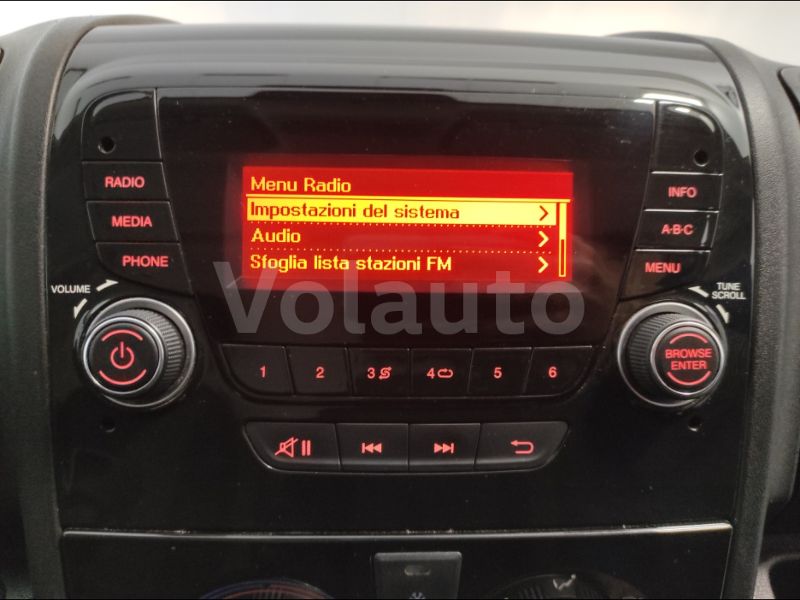 RADIO
MEDIA
PHONE
VOLUME
Menu Radio
Impostazioni del sistema
Audio
Sfoglia lista stazioni FM
INFO
A·B·C
MENU
TUNE
SCROLL
Volauto
BROWSE
ENTER
1 2 3 4 5 6